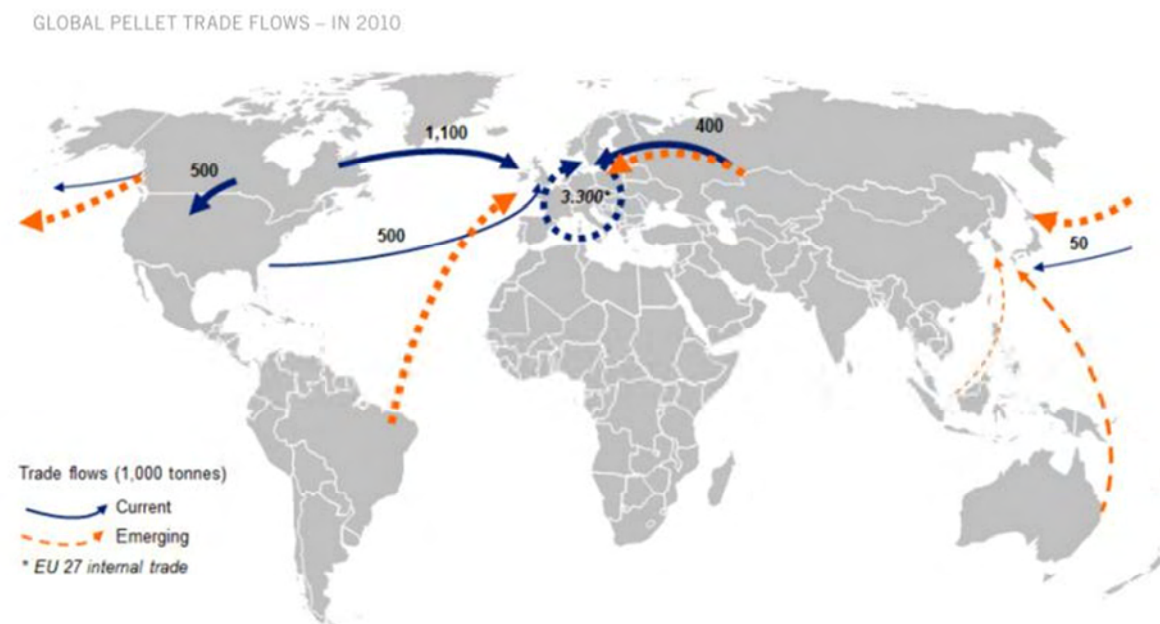 GLOBAL PELLET TRADE FLOWS – IN 2010
1,100
400
500
3.300*
500
50
Trade flows (1,000 tonnes)
Current
Emerging
* EU 27 internal trade